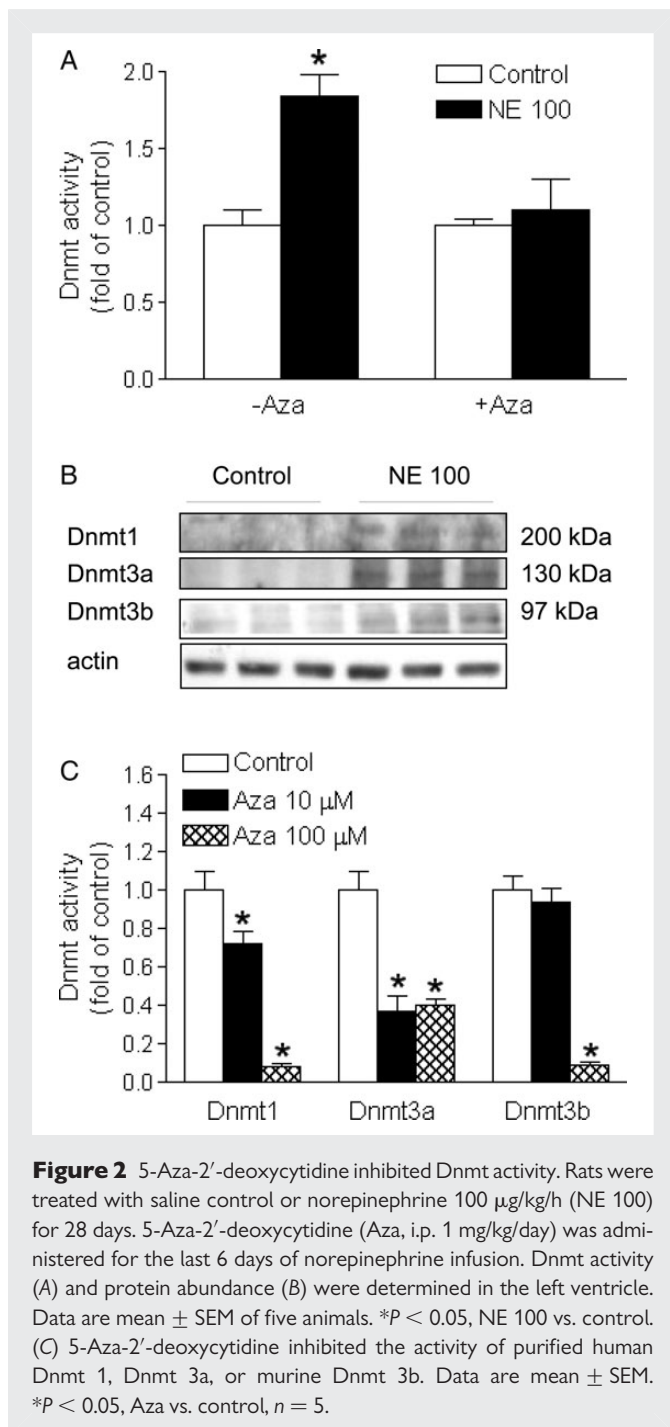 A
2.0
1.5
1.0
0.5
0.0
Dnmt activity
(fold of control)
*
Control
NE 100
-Aza
+Aza
B
Control
NE 100
Dnmt1
200 kDa
Dnmt3a
130 kDa
Dnmt3b
97 kDa
actin
C
1.6
1.4
1.2
1.0
0.8
0.6
0.4
0.2
0.0
Dnmt activity
(fold of control)
Control
Aza 10 μM
Aza 100 μM
*
*
*
*
*
Dnmt1
Dnmt3a
Dnmt3b
Figure 2 5-Aza-2′-deoxycytidine inhibited Dnmt activity. Rats were
treated with saline control or norepinephrine 100 μg/kg/h (NE 100)
for 28 days. 5-Aza-2′-deoxycytidine (Aza, i.p. 1 mg/kg/day) was admi-
nistered for the last 6 days of norepinephrine infusion. Dnmt activity
(A) and protein abundance (B) were determined in the left ventricle.
Data are mean ± SEM of five animals. *P < 0.05, NE 100 vs. control.
(C) 5-Aza-2′-deoxycytidine inhibited the activity of purified human
Dnmt 1, Dnmt 3a, or murine Dnmt 3b. Data are mean ± SEM.
*P < 0.05, Aza vs. control, n = 5.